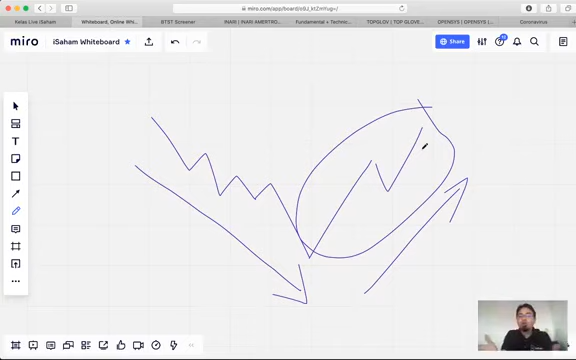 miro.com/app/board/o9J_ktZmYug=/
Kelas Live iSaham
Whiteboard, Online Whi...
BTST Screener
INARI | INARI AMERTRO...
Fundamental + Technic...
TOPGLOV | TOP GLOVE...
OPENSYS | OPENSYS (M...
Coronavirus
miro
iSaham Whiteboard
Share
T